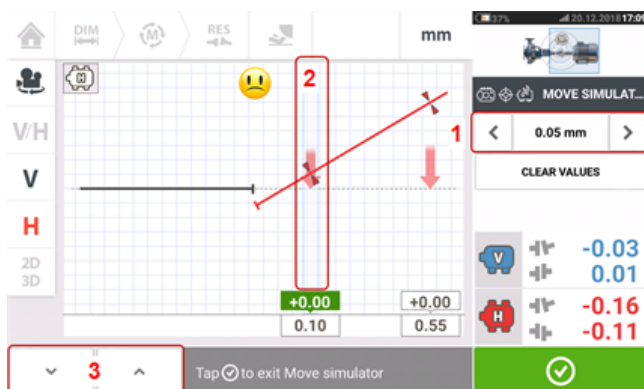 DIM
M
RES
mm
37%
20.12.2018 17:09
H
2
MOVE SIMULAT...
V/H
1
0.05 mm
V
CLEAR VALUES
H
2D
3D
V
-0.03
0.01
+0.00
+0.00
H
-0.16
0.10
0.55
-0.11
3
Tap to exit Move simulator